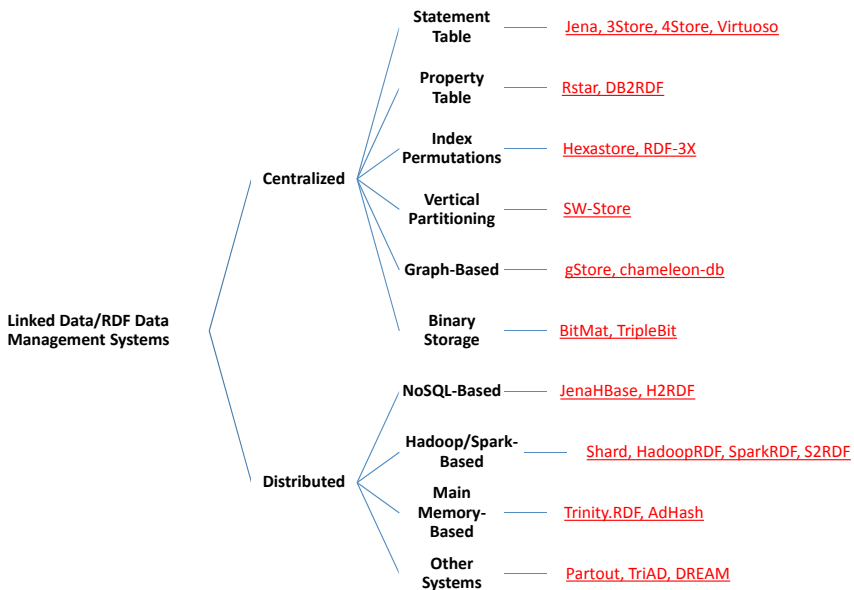 Statement
Table
Jena, 3Store, 4Store, Virtuoso
Property
Table
Rstar, DB2RDF
Index
Permutations
Hexastore, RDF-3X
Centralized
Vertical
Partitioning
SW-Store
Graph-Based
gStore, chameleon-db
Linked Data/RDF Data
Management Systems
Binary
Storage
BitMat, TripleBit
NoSQL-Based
JenaHBase, H2RDF
Hadoop/Spark-
Based
Shard, HadoopRDF, SparkRDF, S2RDF
Distributed
Main
Memory-
Based
Trinity.RDF, AdHash
Other
Systems
Partout, TriAD, DREAM